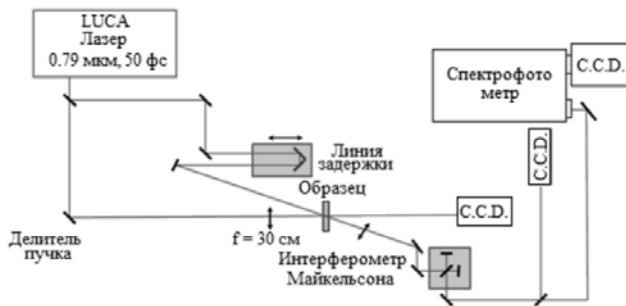 LUCA
Лазер
0.79 мкм, 50 фс
Спектрофото
метр
C.C.D.
C.C.D.
Линия
задержки
Образец
C.C.D.
Делитель
пучка
f = 30 см
Интерферометр
Майкельсона